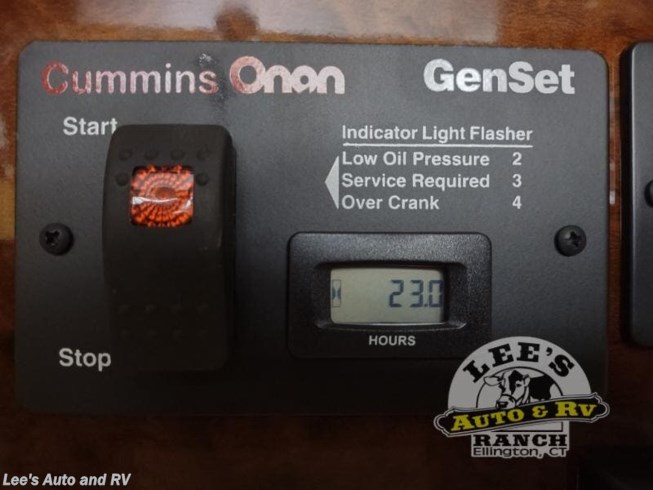 Cummins Onan GenSet
Start
Indicator Light Flasher
Low Oil Pressure 2
Service Required 3
Over Crank 4
23.0
HOURS
Stop
LEE'S
AUTO & RV
RANCH
Ellington, CT
Lee's Auto and RV